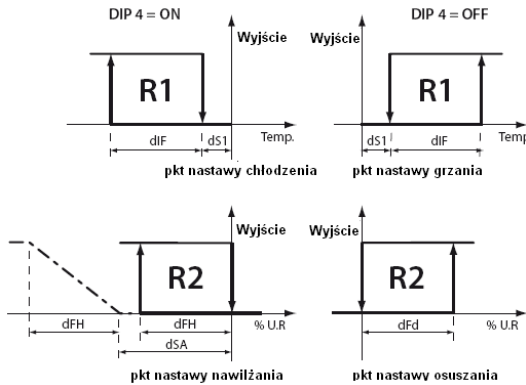 DIP 4 = ON
DIP 4 = OFF
Wyjście
Wyjście
R1
R1
dIF
dS1
Temp.
dS1
dIF
Temp.
pkt nastawy chłodzenia
pkt nastawy grzania
Wyjście
Wyjście
R2
R2
dFH
dFH
% U.R
dFd
% U.R
dSA
pkt nastawy nawilżania
pkt nastawy osuszania